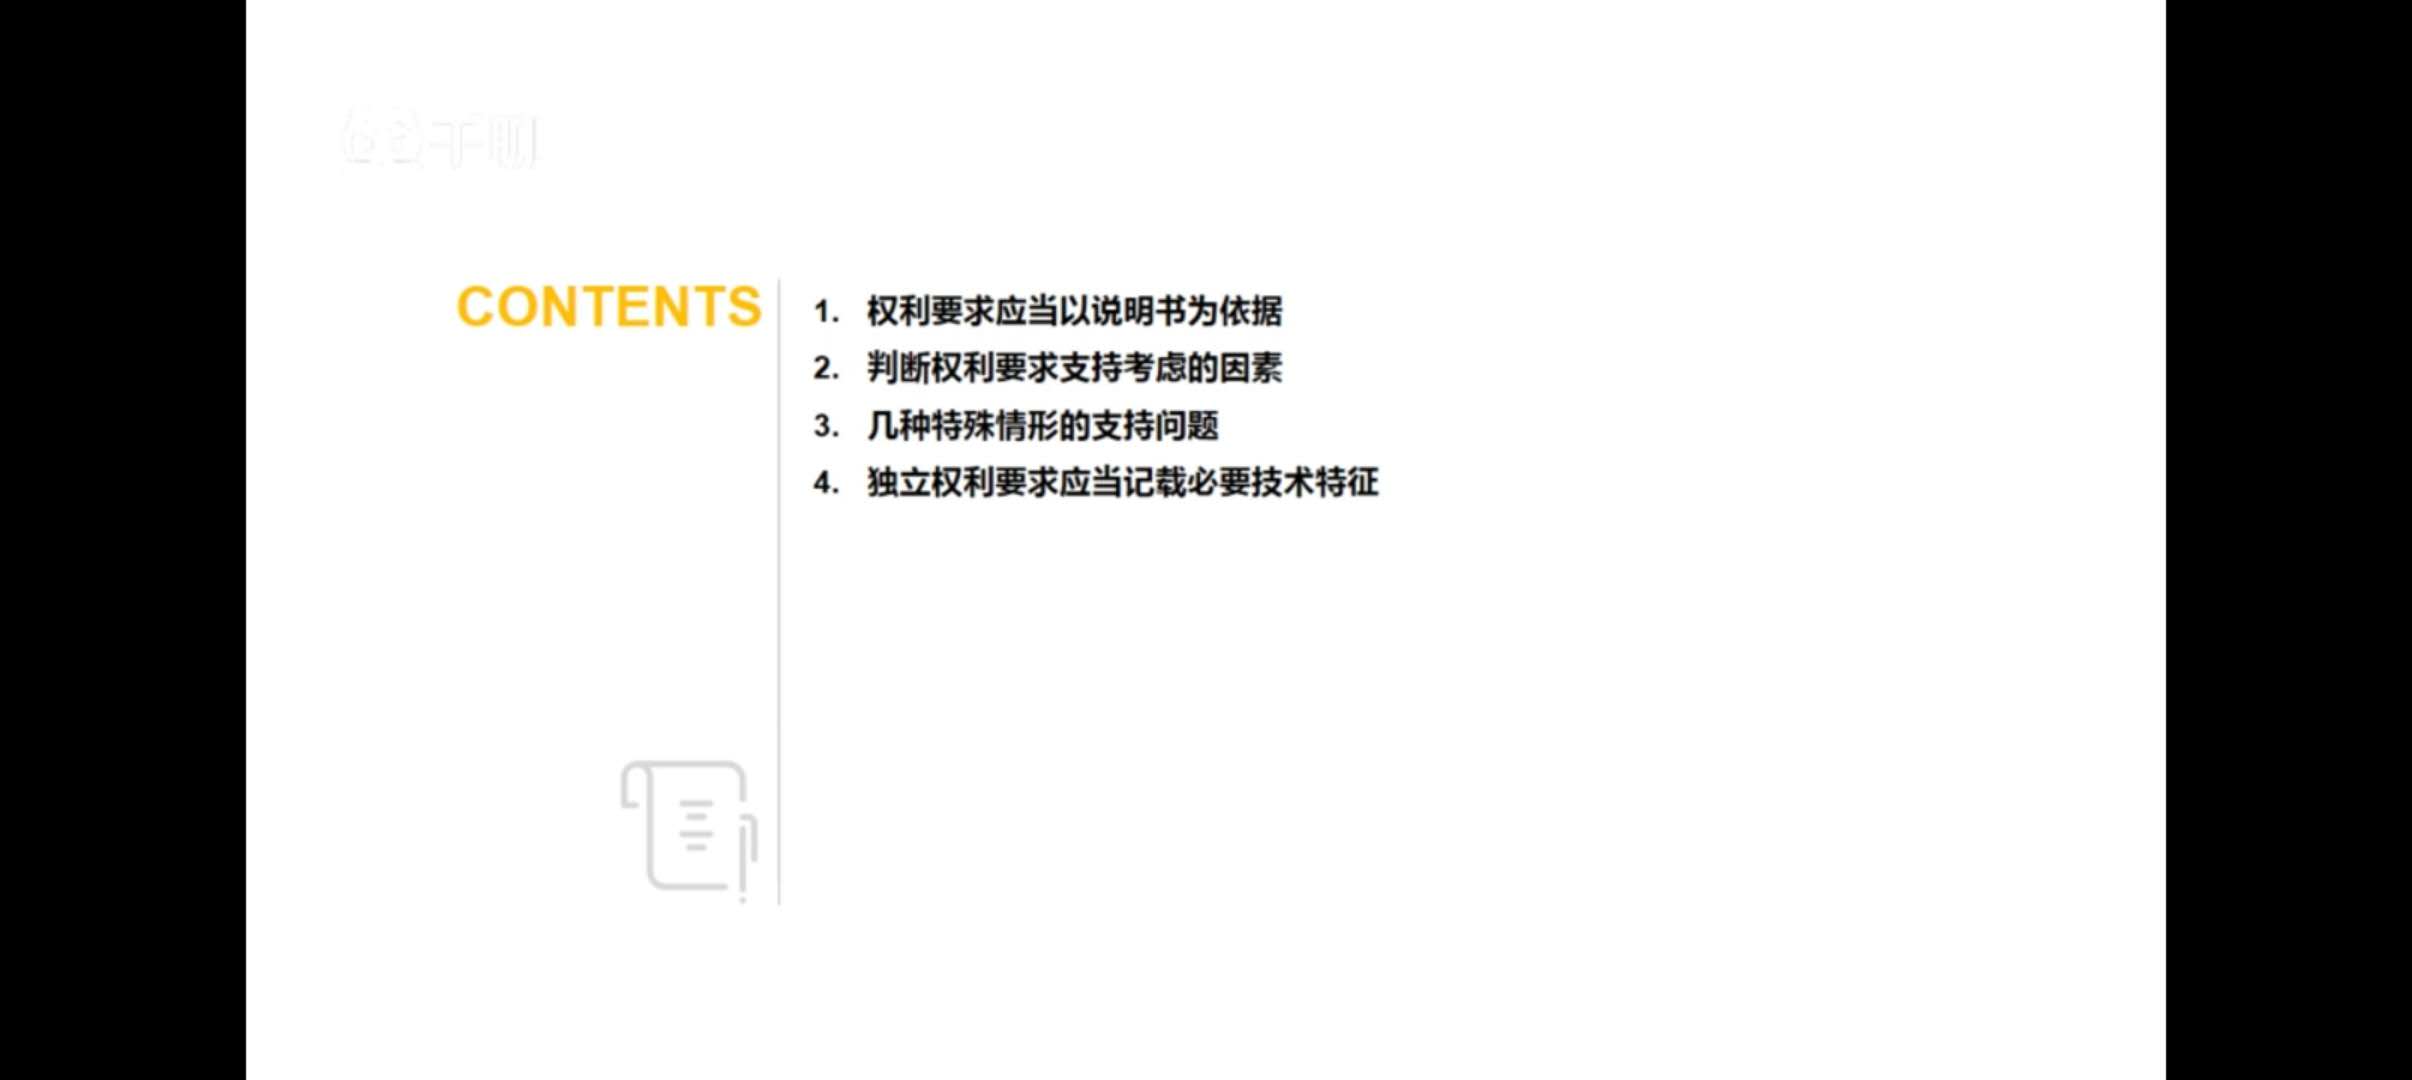 千聊
CONTENTS
1. 权利要求应当以说明书为依据
2. 判断权利要求支持考虑的因素
3. 几种特殊情形的支持问题
4. 独立权利要求应当记载必要技术特征